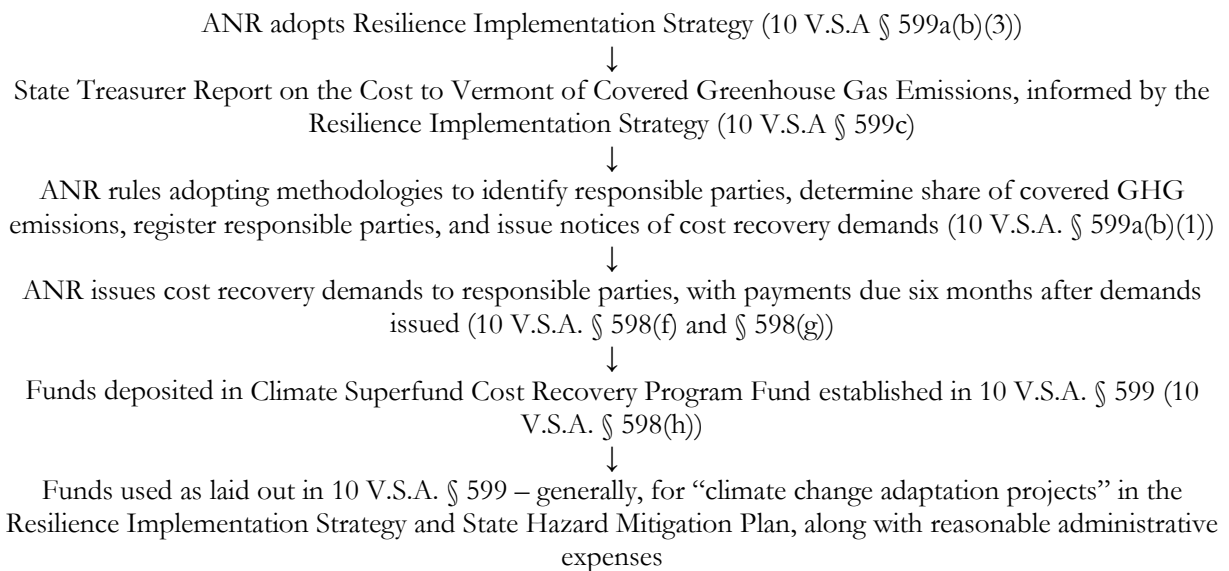 ANR adopts Resilience Implementation Strategy (10 V.S.A § 599a(b)(3))
↓
State Treasurer Report on the Cost to Vermont of Covered Greenhouse Gas Emissions, informed by the
Resilience Implementation Strategy (10 V.S.A § 599c)
↓
ANR rules adopting methodologies to identify responsible parties, determine share of covered GHG
emissions, register responsible parties, and issue notices of cost recovery demands (10 V.S.A. § 599a(b)(1))
↓
ANR issues cost recovery demands to responsible parties, with payments due six months after demands
issued (10 V.S.A. § 598(f) and § 598(g))
↓
Funds deposited in Climate Superfund Cost Recovery Program Fund established in 10 V.S.A. § 599 (10
V.S.A. § 598(h))
↓
Funds used as laid out in 10 V.S.A. § 599 – generally, for “climate change adaptation projects” in the
Resilience Implementation Strategy and State Hazard Mitigation Plan, along with reasonable administrative
expenses